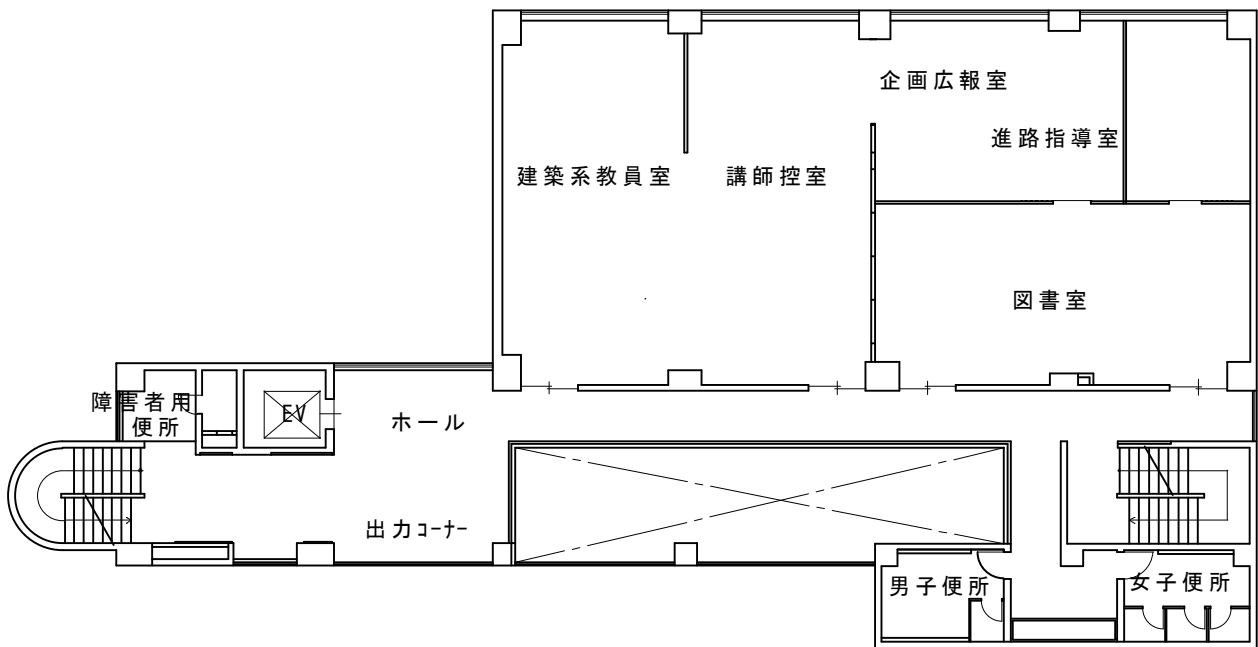 企画広報室
進路指導室
建築系教員室
講師控室
図書室
障害者用
便所
EV
ホール
出力コーナー
男子便所
女子便所